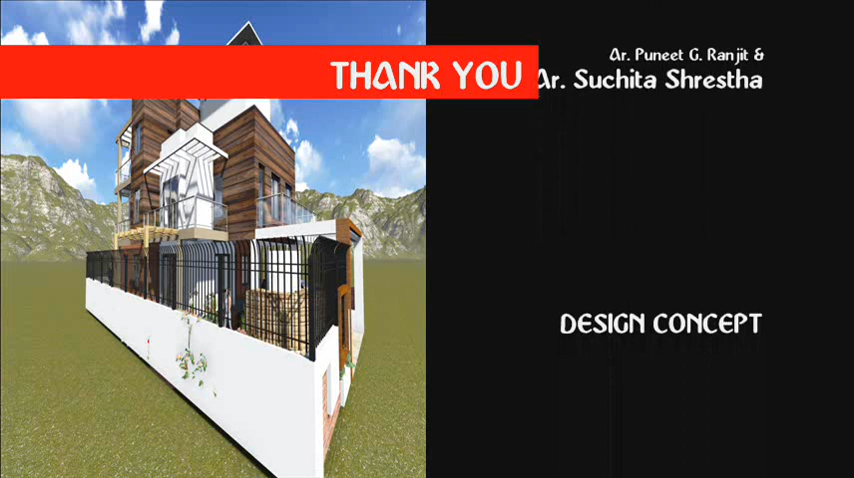 THANK YOU
Ar. Puneet G. Ranjit &
Ar. Suchita Shrestha
DESIGN CONCEPT